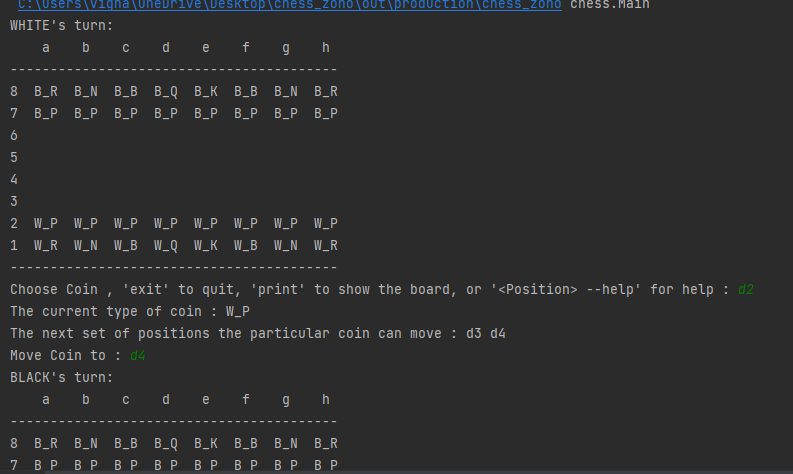 C:\Users\Vigna\OneDrive\Desktop\chess_zoho\out\production\chess_zoho chess.Main
WHITE's turn:
    a   b   c   d   e   f   g   h
-----------------------------------------
8  B_R  B_N  B_B  B_Q  B_K  B_B  B_N  B_R
7  B_P  B_P  B_P  B_P  B_P  B_P  B_P  B_P
6
5
4
3
2  W_P  W_P  W_P  W_P  W_P  W_P  W_P  W_P
1  W_R  W_N  W_B  W_Q  W_K  W_B  W_N  W_R
-----------------------------------------
Choose Coin , 'exit' to quit, 'print' to show the board, or '<Position> --help' for help : d2
The current type of coin : W_P
The next set of positions the particular coin can move : d3 d4
Move Coin to : d4
BLACK's turn:
    a   b   c   d   e   f   g   h
-----------------------------------------
8  B_R  B_N  B_B  B_Q  B_K  B_B  B_N  B_R
7  B_P  B_P  B_P  B_P  B_P  B_P  B_P  B_P